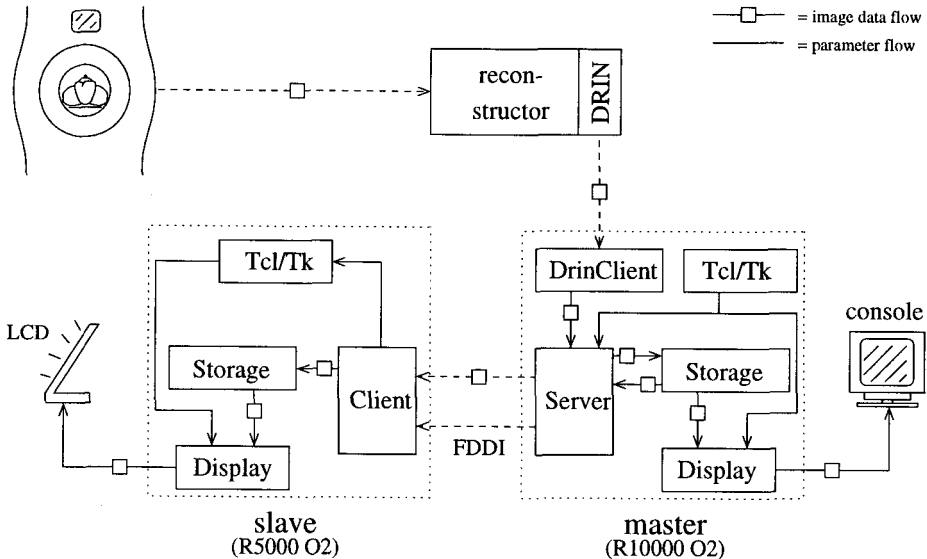 = image data flow
= parameter flow
recon-
structor
DRIN
Tcl/Tk
DrinClient
Tcl/Tk
console
LCD
Storage
Client
Server
Storage
FDDI
Display
Display
slave
(R5000 O2)
master
(R10000 O2)